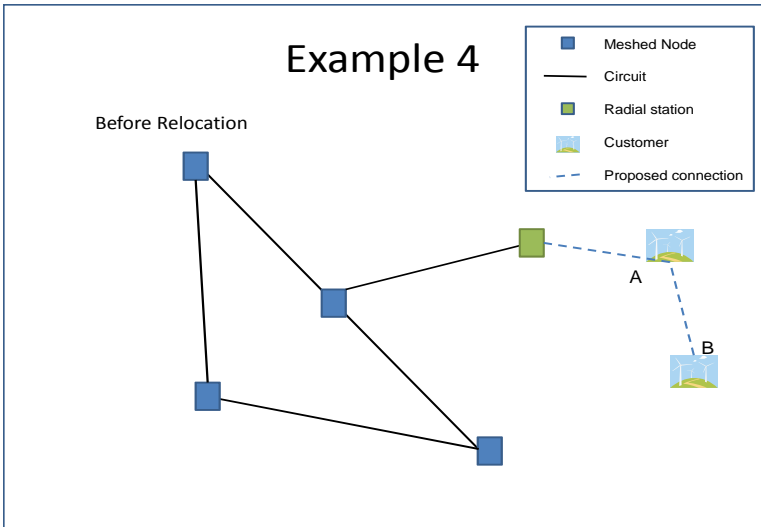 Example 4
Before Relocation
Meshed Node
Circuit
Radial station
Customer
Proposed connection
A
B